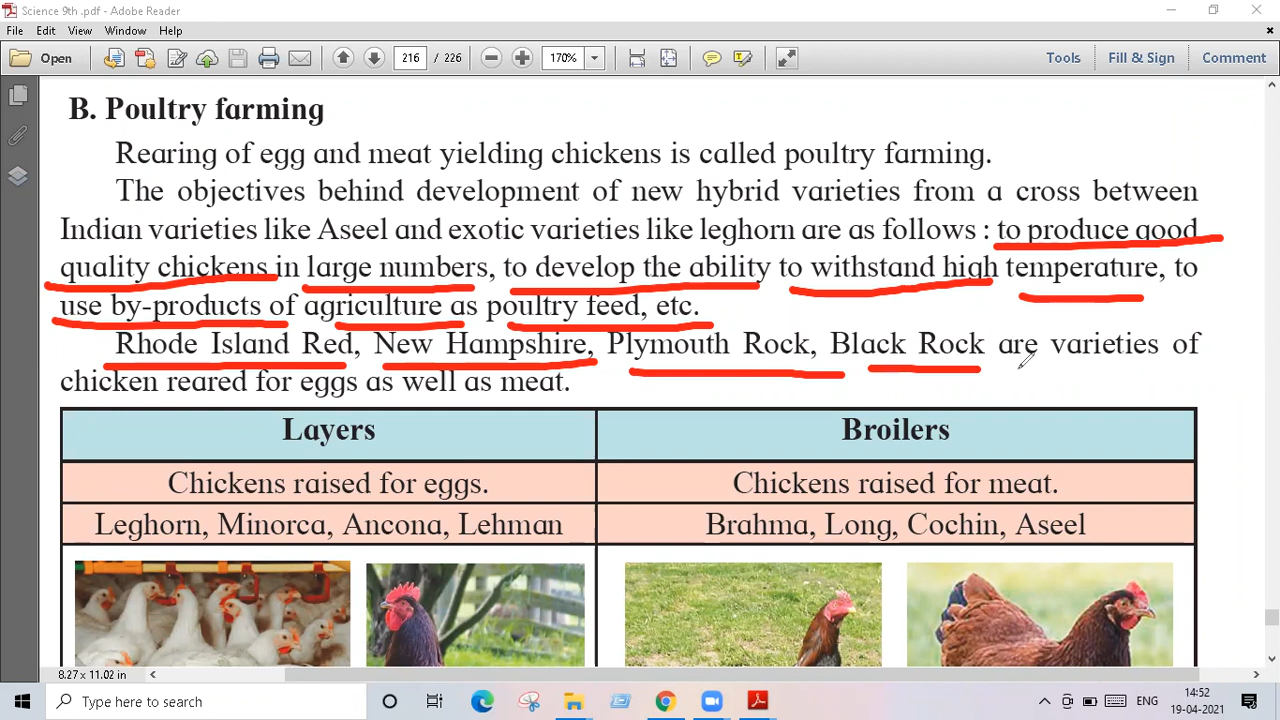 Science 9th .pdf - Adobe Reader
File Edit View Window Help
Open 216 / 226 170% Tools Fill & Sign Comment
B. Poultry farming
Rearing of egg and meat yielding chickens is called poultry farming.
The objectives behind development of new hybrid varieties from a cross between
Indian varieties like Aseel and exotic varieties like leghorn are as follows : to produce good
quality chickens in large numbers, to develop the ability to withstand high temperature, to
use by-products of agriculture as poultry feed, etc.
Rhode Island Red, New Hampshire, Plymouth Rock, Black Rock are varieties of
chicken reared for eggs as well as meat.
Layers Broilers
Chickens raised for eggs. Chickens raised for meat.
Leghorn, Minorca, Ancona, Lehman Brahma, Long, Cochin, Aseel
8.27 x 11.02 in
Type here to search ENG 14:52
19-04-2021